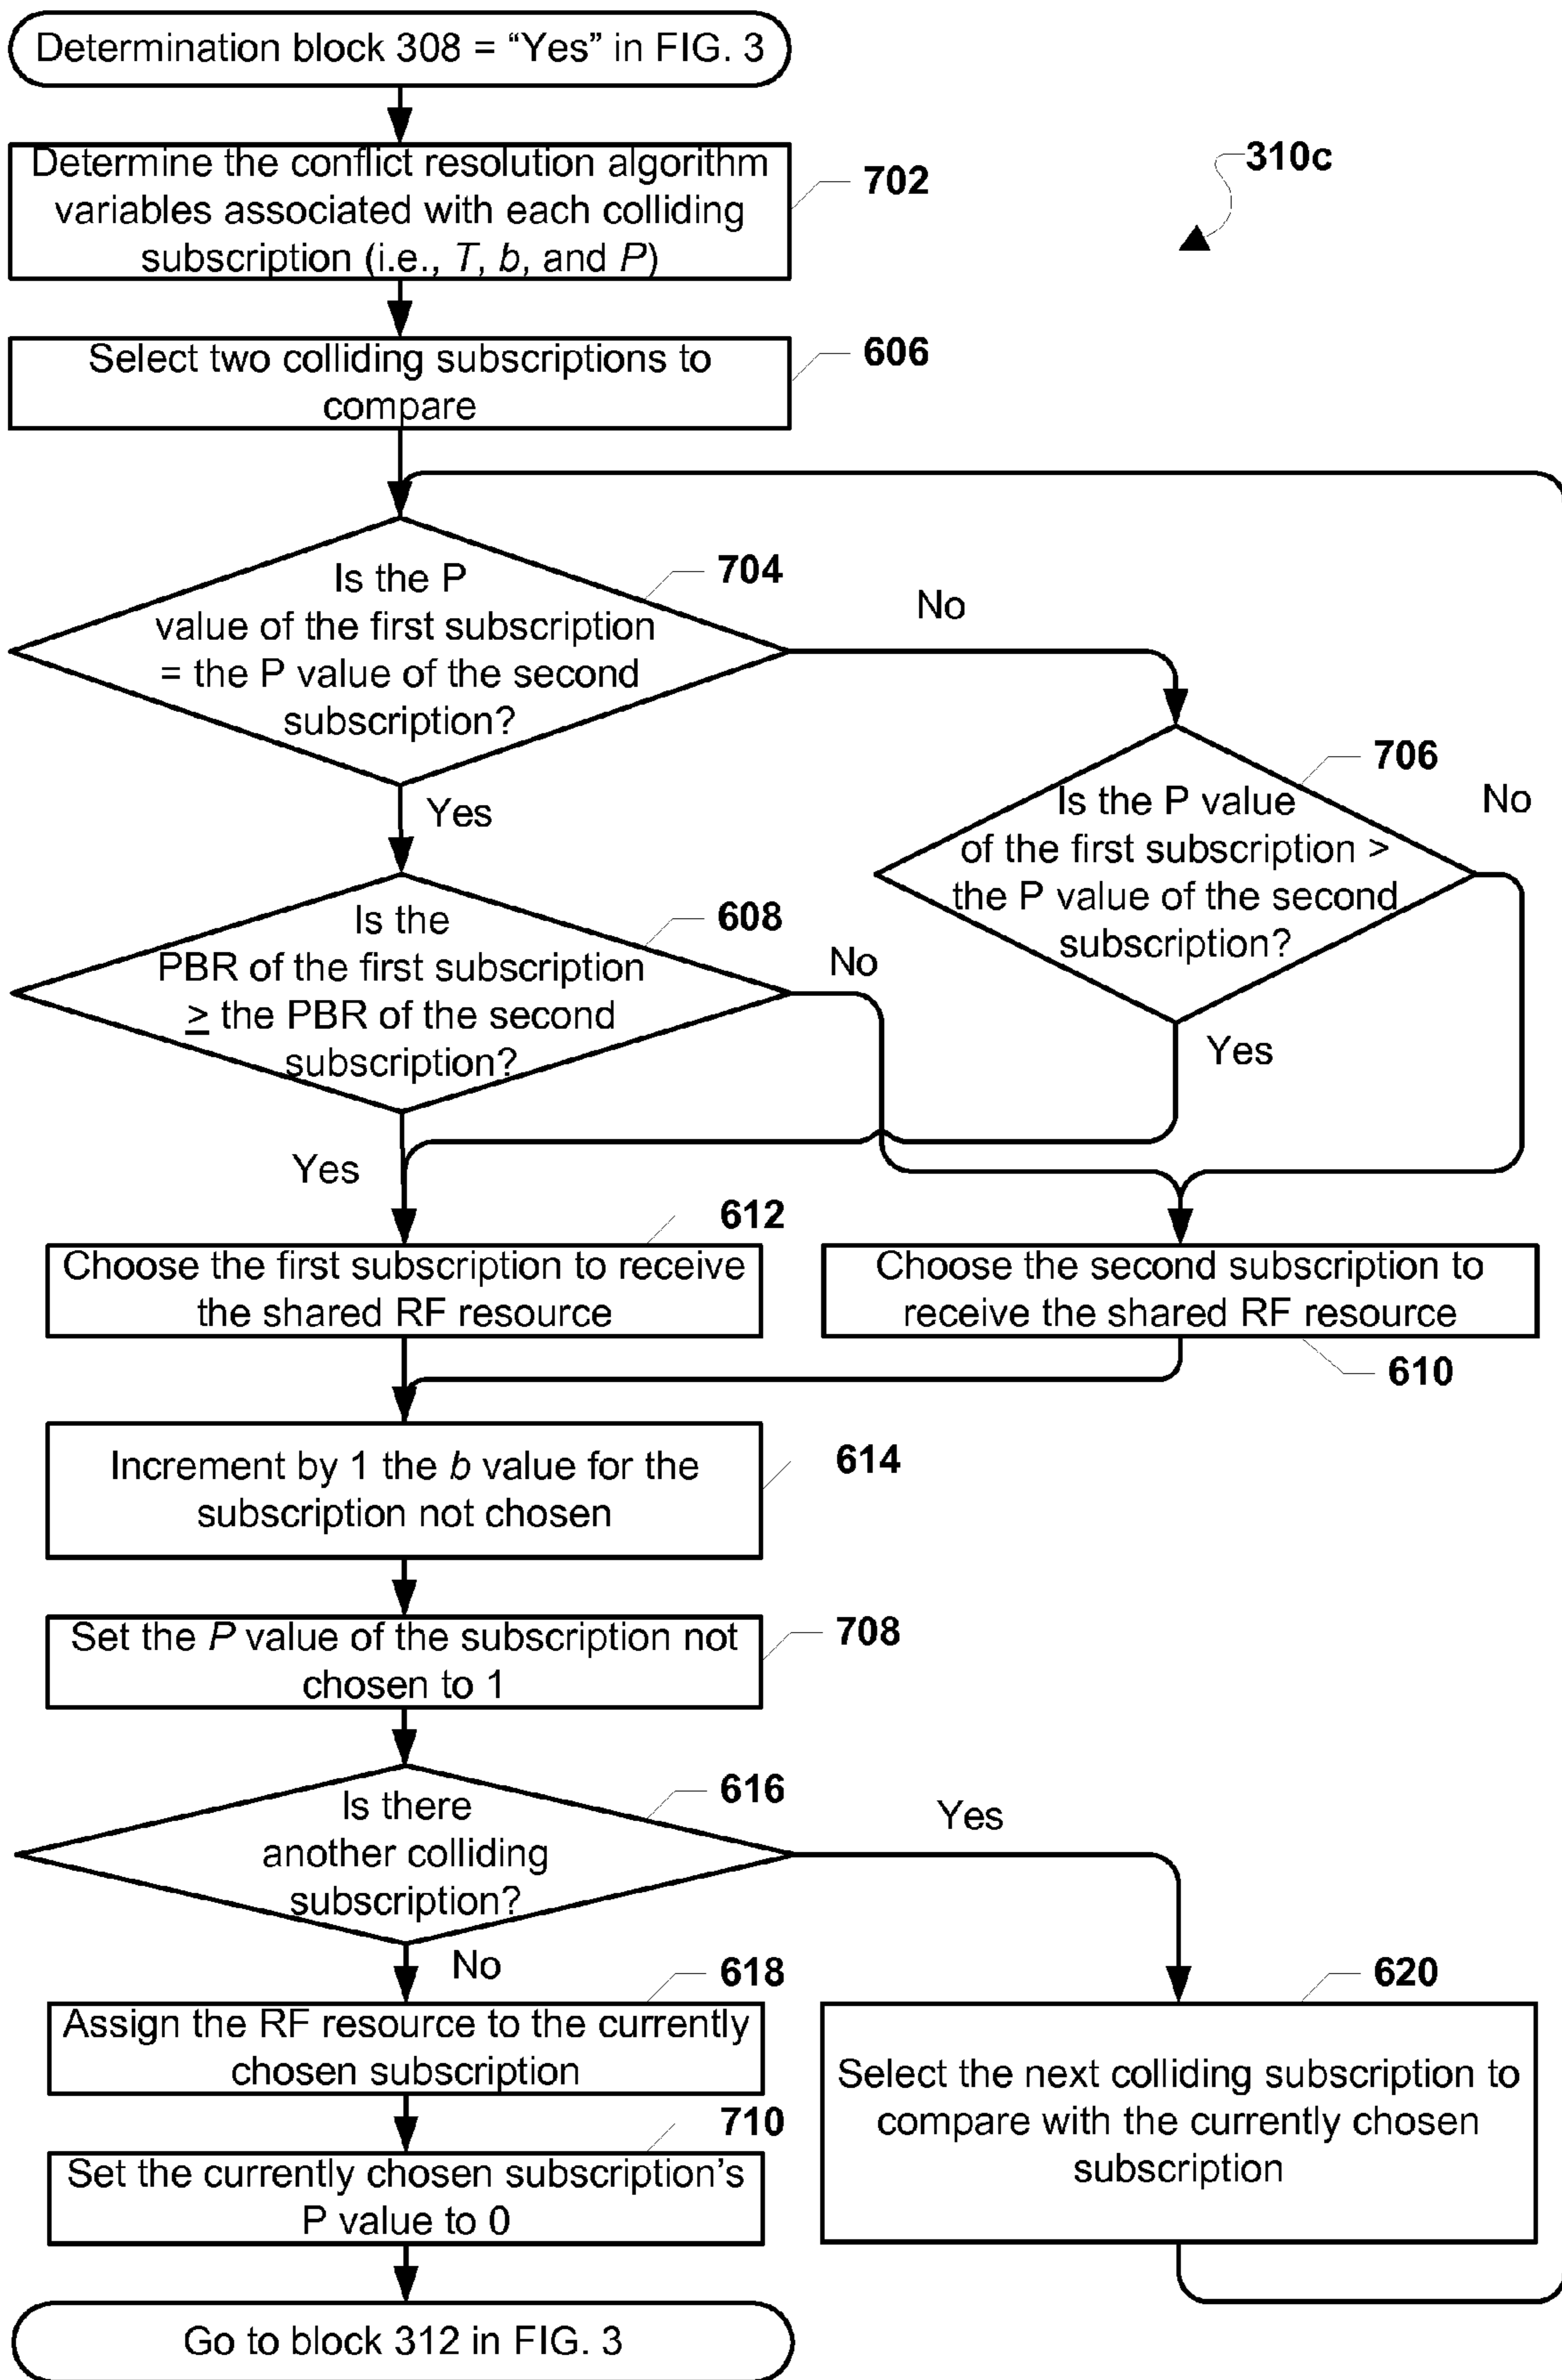 Determination block 308 = “Yes” in FIG. 3
310c
Determine the conflict resolution algorithm
variables associated with each colliding
subscription (i.e., T, b, and P)
702
Select two colliding subscriptions to
compare
606
Is the P
value of the first subscription
= the P value of the second
subscription?
704
No
Yes
Is the P value
of the first subscription >
the P value of the second
subscription?
706
No
Yes
Is the
PBR of the first subscription
≥ the PBR of the second
subscription?
608
No
Yes
612
Choose the first subscription to receive
the shared RF resource
Choose the second subscription to
receive the shared RF resource
610
Increment by 1 the b value for the
subscription not chosen
614
Set the P value of the subscription not
chosen to 1
708
Is there
another colliding
subscription?
616
Yes
No
618
Assign the RF resource to the currently
chosen subscription
620
Select the next colliding subscription to
compare with the currently chosen
subscription
710
Set the currently chosen subscription’s
P value to 0
Go to block 312 in FIG. 3